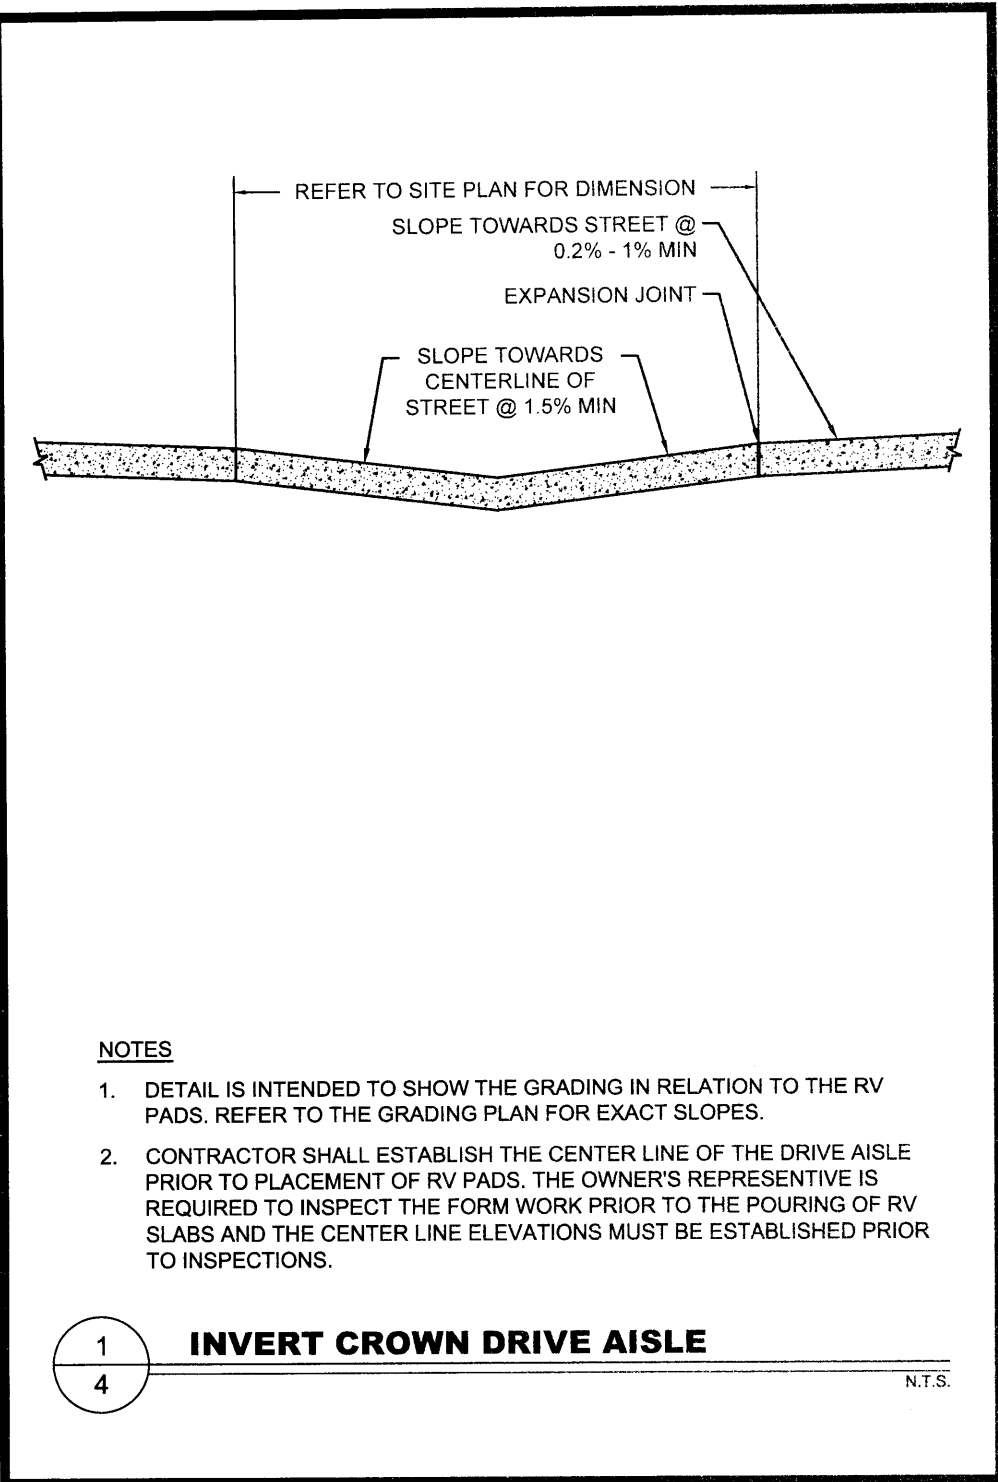 REFER TO SITE PLAN FOR DIMENSION
SLOPE TOWARDS STREET @
0.2% - 1% MIN
EXPANSION JOINT
SLOPE TOWARDS
CENTERLINE OF
STREET @ 1.5% MIN
NOTES
1. DETAIL IS INTENDED TO SHOW THE GRADING IN RELATION TO THE RV
PADS. REFER TO THE GRADING PLAN FOR EXACT SLOPES.
2. CONTRACTOR SHALL ESTABLISH THE CENTER LINE OF THE DRIVE AISLE
PRIOR TO PLACEMENT OF RV PADS. THE OWNER'S REPRESENTATIVE IS
REQUIRED TO INSPECT THE FORM WORK PRIOR TO THE POURING OF RV
SLABS AND THE CENTER LINE ELEVATIONS MUST BE ESTABLISHED PRIOR
TO INSPECTIONS.
1
INVERT CROWN DRIVE AISLE
4
N.T.S.